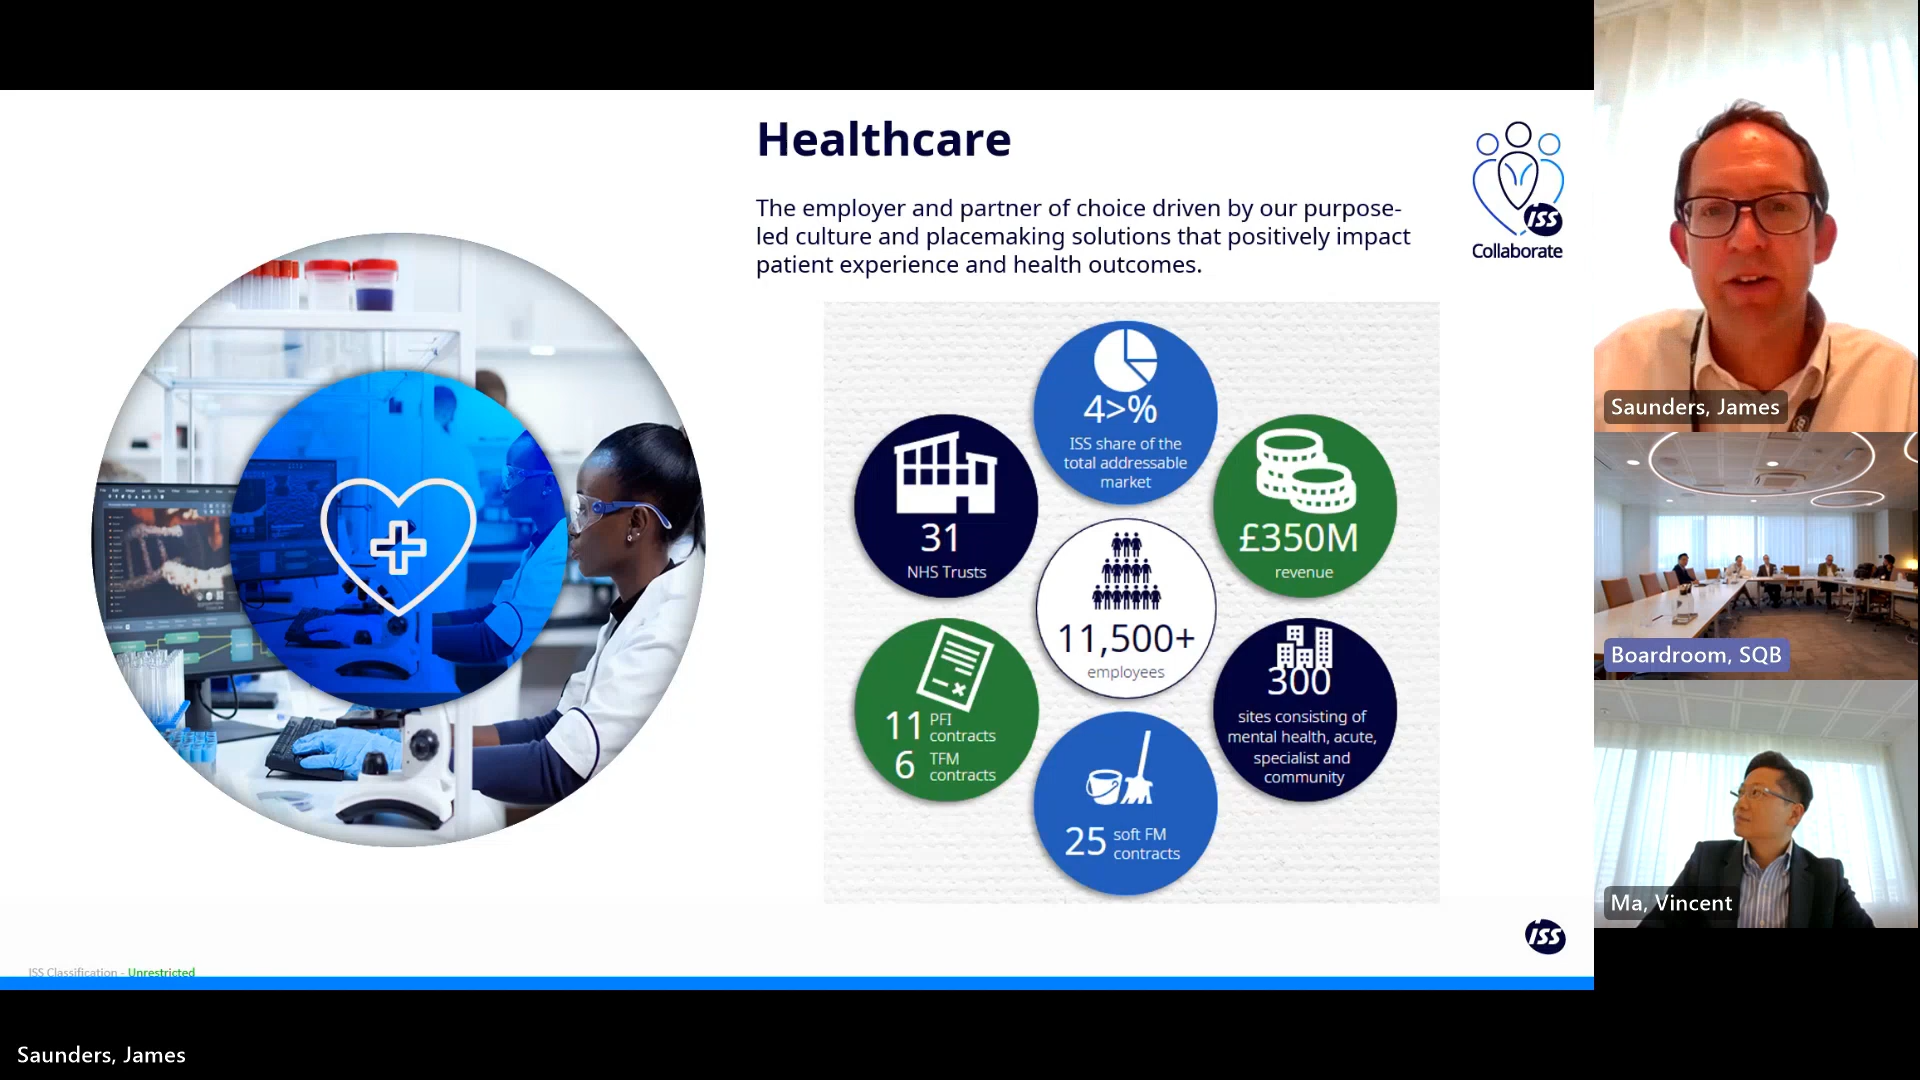 Healthcare
The employer and partner of choice driven by our purpose-
led culture and placemaking solutions that positively impact
patient experience and health outcomes.
ISS
Collaborate
4>%
ISS share of the
total addressable
market
31
NHS Trusts
£350M
revenue
11,500+
employees
11 PFI
contracts
6 TFM
contracts
300
sites consisting of
mental health, acute,
specialist and
community
25 soft FM
contracts
ISS
ISS Classification - Unrestricted
Saunders, James
Boardroom, SQB
Ma, Vincent
Saunders, James